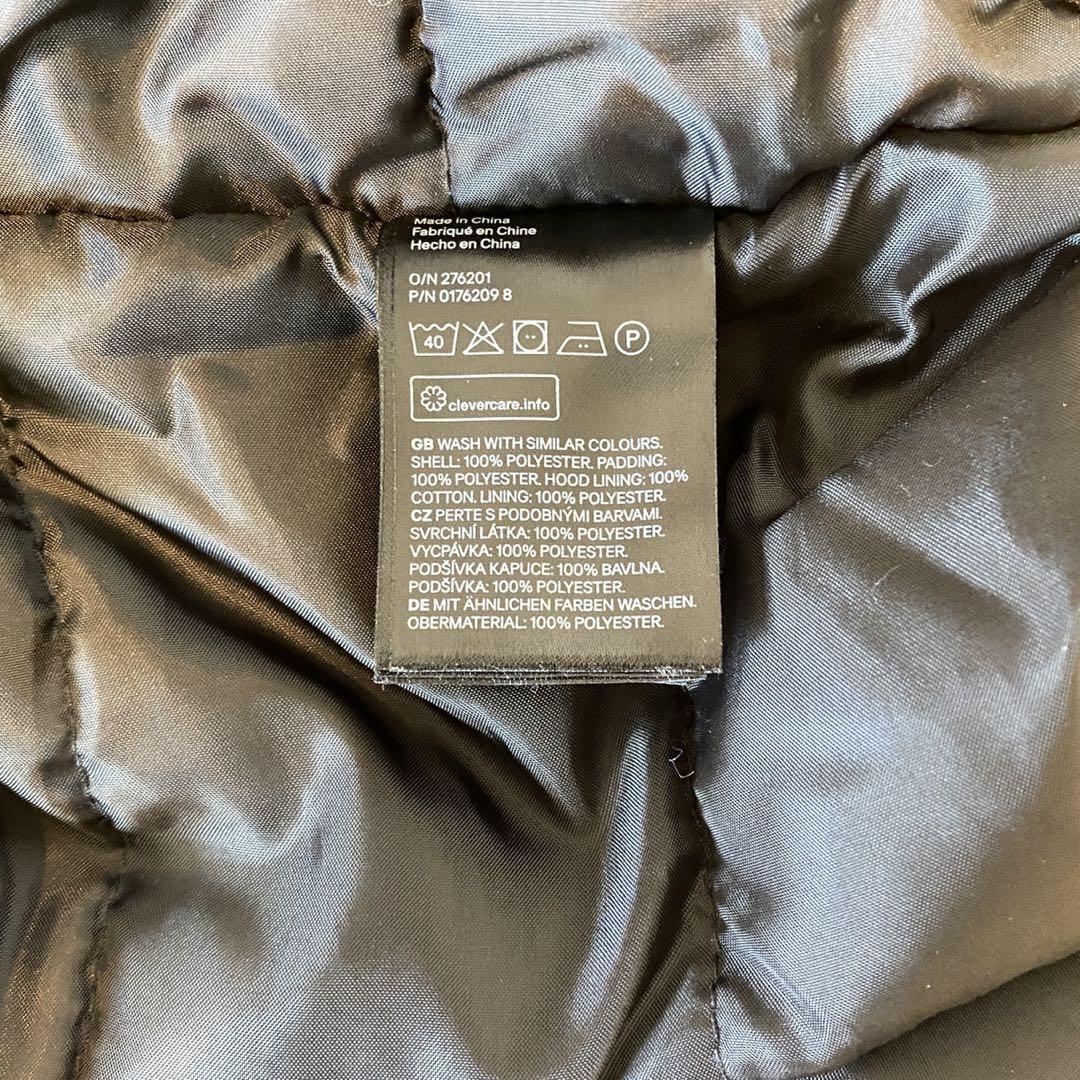 Made in China
Fabriqué en Chine
Hecho en China
O/N 276201
P/N 0176209 8
40
P
clevercare.info
GB WASH WITH SIMILAR COLOURS.
SHELL: 100% POLYESTER. PADDING:
100% POLYESTER. HOOD LINING: 100%
COTTON. LINING: 100% POLYESTER.
CZ PERTE S PODOBNÝMI BARVAMI.
SVRCHNÍ LÁTKA: 100% POLYESTER.
VYCPÁVKA: 100% POLYESTER.
PODŠÍVKA KAPUCE: 100% BAVLNA.
PODŠÍVKA: 100% POLYESTER.
DE MIT ÄHNLICHEN FARBEN WASCHEN.
OBERMATERIAL: 100% POLYESTER.